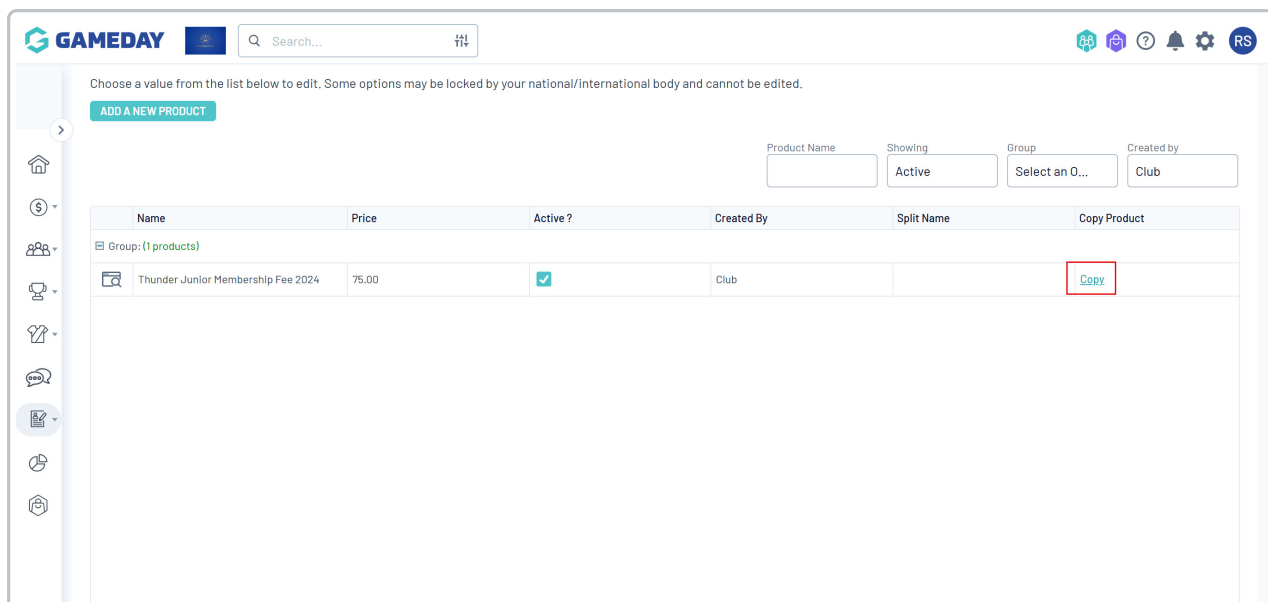 GAMEDAY
Search...
RS
Choose a value from the list below to edit. Some options may be locked by your national/international body and cannot be edited.
ADD A NEW PRODUCT
Product Name Showing Group Created by
Active Select an O... Club
Name Price Active ? Created By Split Name Copy Product
Group: (1 products)
Thunder Junior Membership Fee 2024 75.00 Club Copy